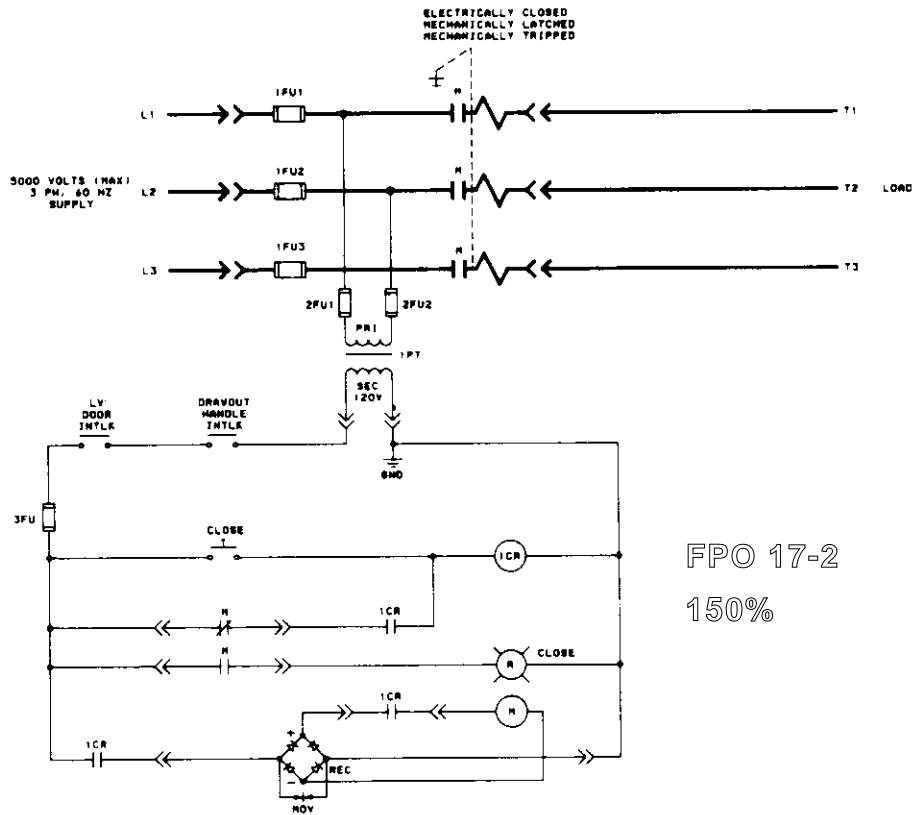 ELECTRICALLY CLOSED
MECHANICALLY LATCHED
MECHANICALLY TRIPPED
1FU1
M
L1
T1
5000 VOLTS (MAX)
3 PH, 60 HZ
SUPPLY
1FU2
M
L2
T2
LOAD
1FU3
M
L3
T3
2FU1
2FU2
PRI
1PT
SEC
120V
LV
DOOR
INTLK
DRAWOUT
HANDLE
INTLK
GND
3FU
CLOSE
1CR
FPO 17-2
150%
M
1CR
M
R
CLOSE
1CR
M
1CR
+
REC
-
MOV